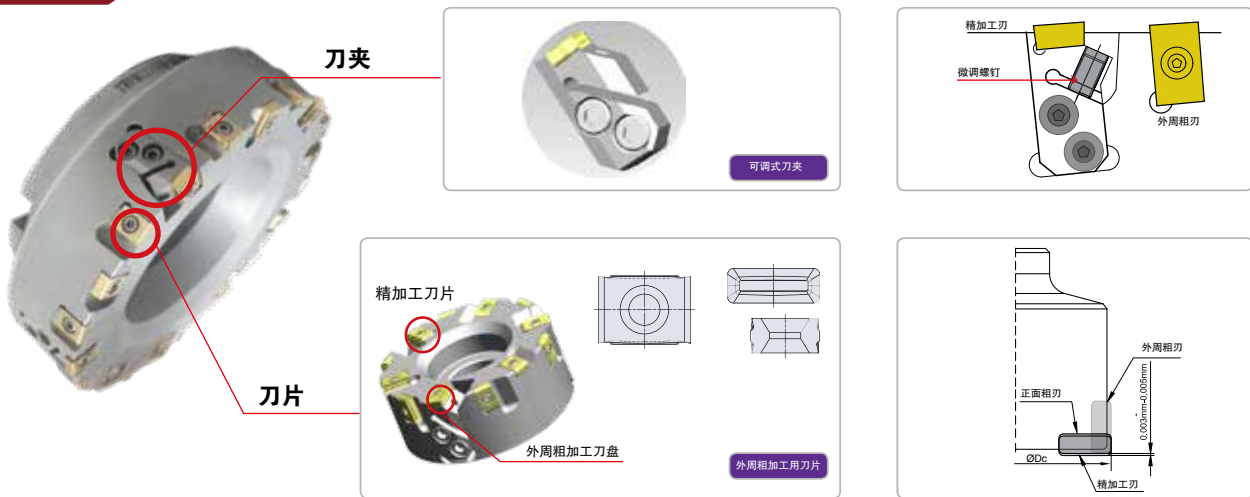 刀夹
可调式刀夹
精加工刃
微调螺钉
外周粗刃
刀片
精加工刀片
外周粗加工刀盘
外周粗加工用刀片
外周粗刃
正面粗刃
0.003mm-0.005mm
ØDc
精加工刃